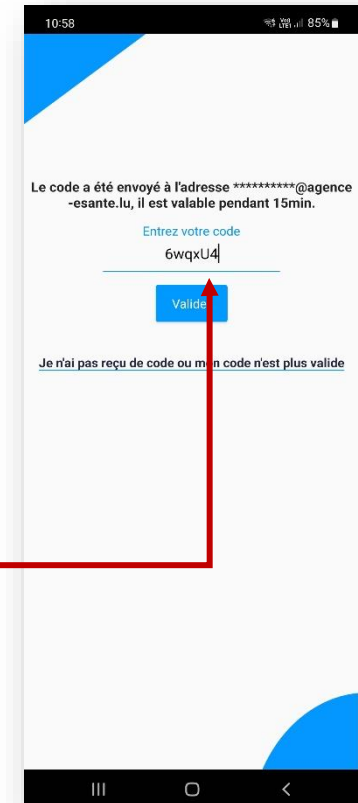 10:58 85%
Le code a été envoyé à l'adresse **********@agence
-esante.lu, il est valable pendant 15min.
Entrez votre code
6wqxU4
Valider
Je n'ai pas reçu de code ou mon code n'est plus valide